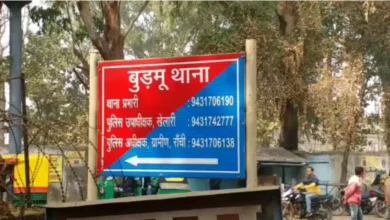 बुड़मू थाना
थाना प्रभारी :9431706190
पुलिस उपाधीक्षक, खेलारी :9431742777
पुलिस अधीक्षक, ग्रामीण, राँची :9431706138